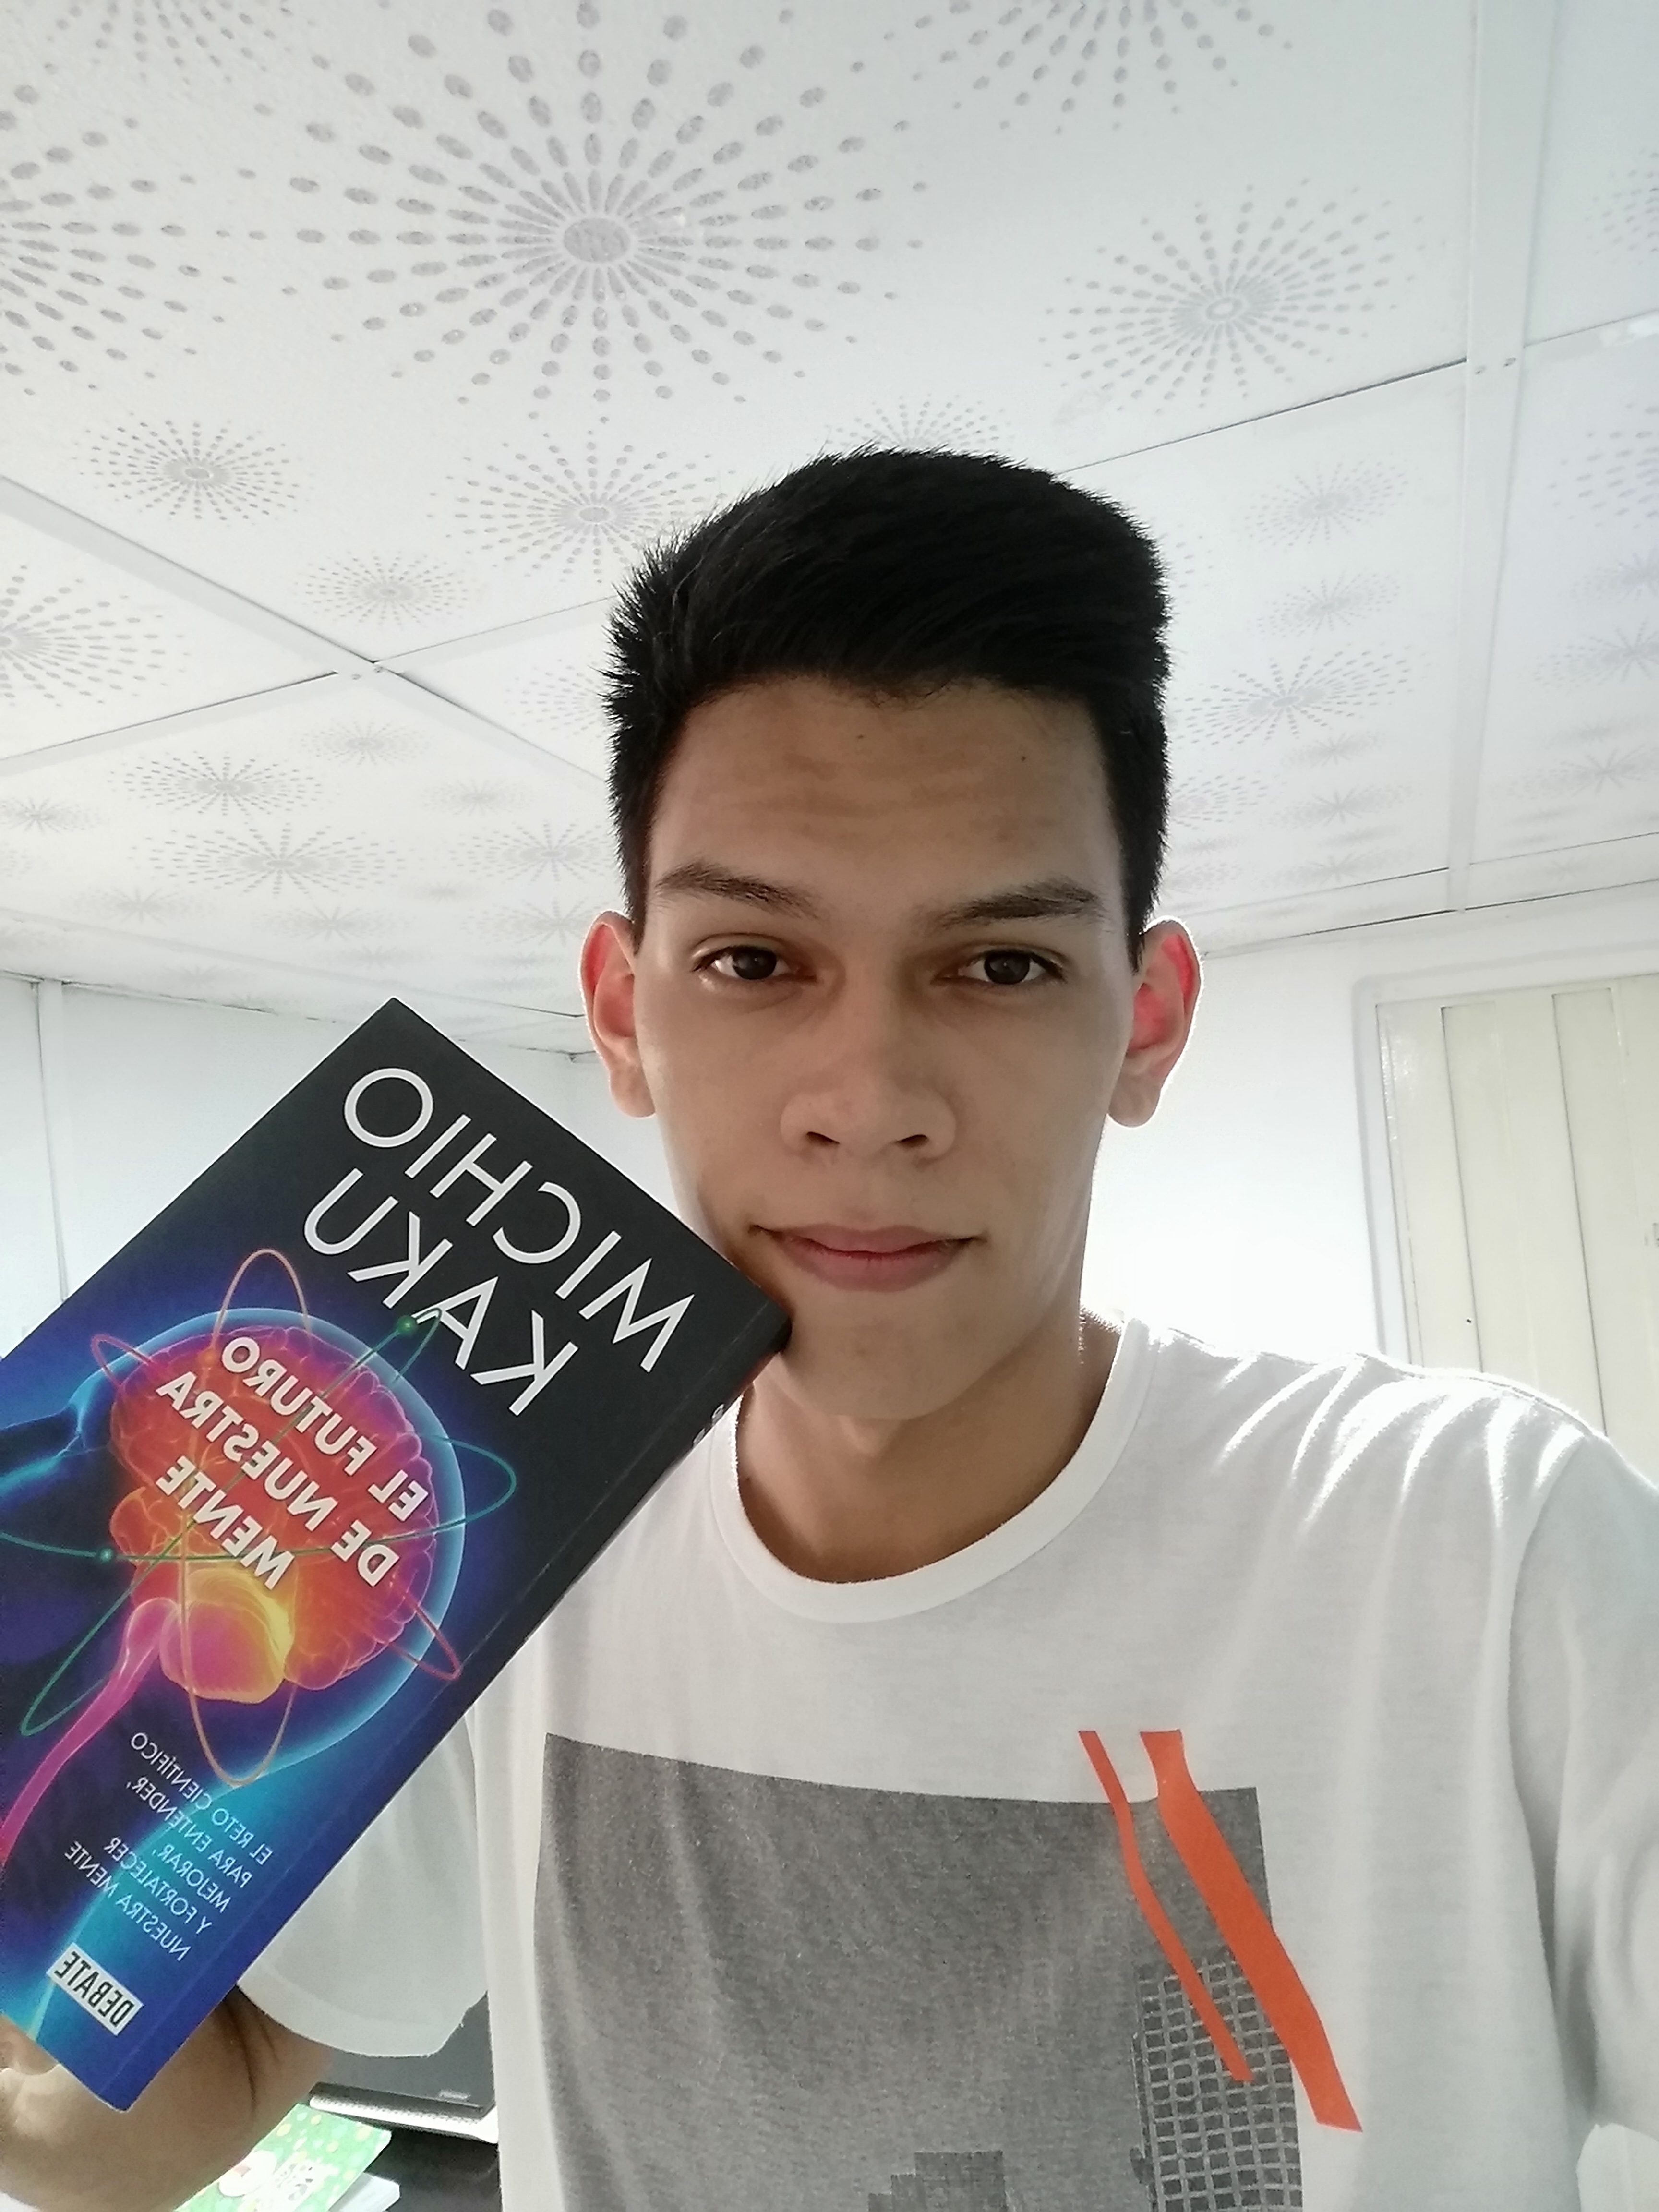 MICHIO
KAKU
EL FUTURO
DE NUESTRA
MENTE
EL RETO CIENTÍFICO
PARA ENTENDER,
MEJORAR,
Y FORTALECER
NUESTRA MENTE
DEBATE